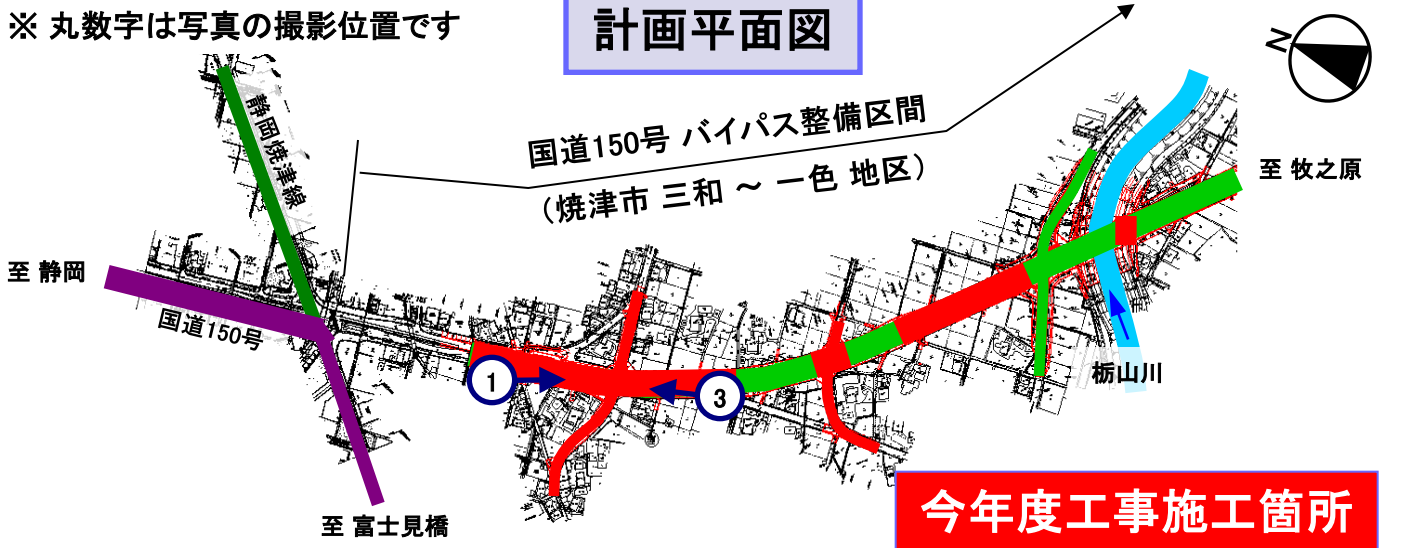 ※ 丸数字は写真の撮影位置です
計画平面図
N
静岡焼津線
国道150号 バイパス整備区間
(焼津市 三和 ~ 一色 地区)
至 牧之原
至 静岡
国道150号
1
3
栃山川
至 富士見橋
今年度工事施工箇所